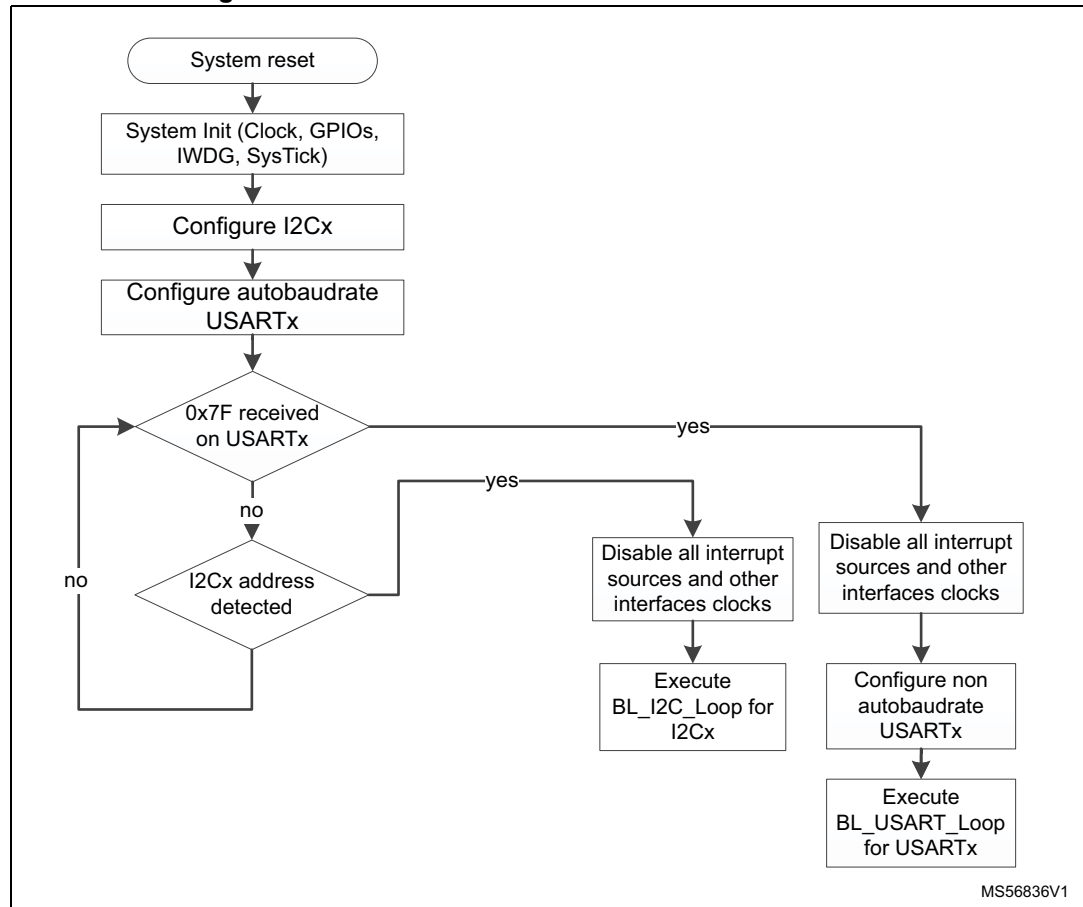 System reset
System Init (Clock, GPIOs,
IWDG, SysTick)
Configure I2Cx
Configure autobaudrate
USARTx
0x7F received
on USARTx
yes
no
yes
I2Cx address
detected
no
Disable all interrupt
sources and other
interfaces clocks
Execute
BL_I2C_Loop for
I2Cx
Disable all interrupt
sources and other
interfaces clocks
Configure non
autobaudrate
USARTx
Execute
BL_USART_Loop
for USARTx
MS56836V1